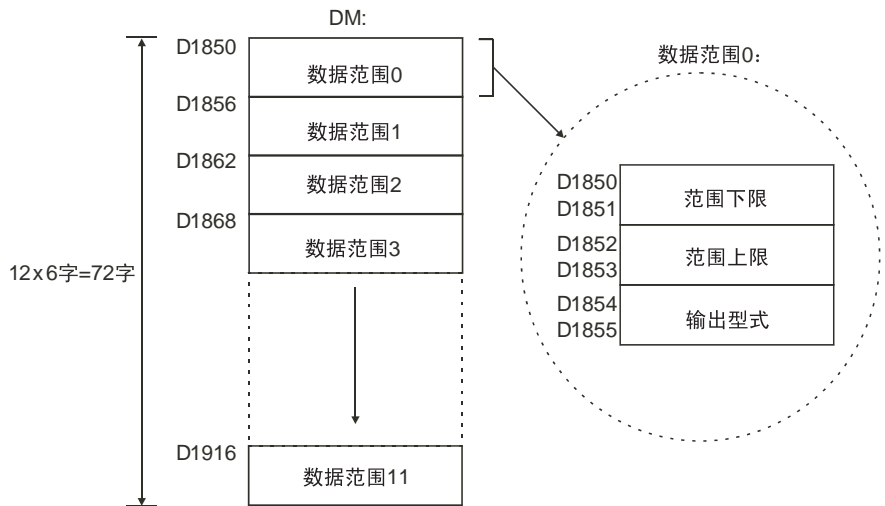 DM:
D1850
数据范围0
D1856
数据范围1
D1862
数据范围2
D1868
数据范围3
12x6字=72字
D1916
数据范围11
数据范围0：
D1850
D1851
范围下限
D1852
D1853
范围上限
D1854
D1855
输出型式